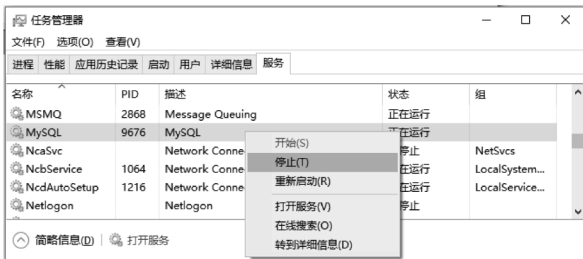 任务管理器
文件(F) 选项(O) 查看(V)
进程 性能 应用历史记录 启动 用户 详细信息 服务
名称 PID 描述 状态 组
MSMQ 2868 Message Queuing 正在运行
MySQL 9676 MySQL 正在运行
NcaSvc Network Conne 停止 NetSvcs
NcbService 1064 Network Conne 在运行 LocalSystem...
NcdAutoSetup 1216 Network Conne 在运行 LocalService...
Netlogon Netlogon 停止
开始(S)
停止(T)
重新启动(R)
打开服务(V)
在线搜索(O)
转到详细信息(D)
简略信息(D) 打开服务